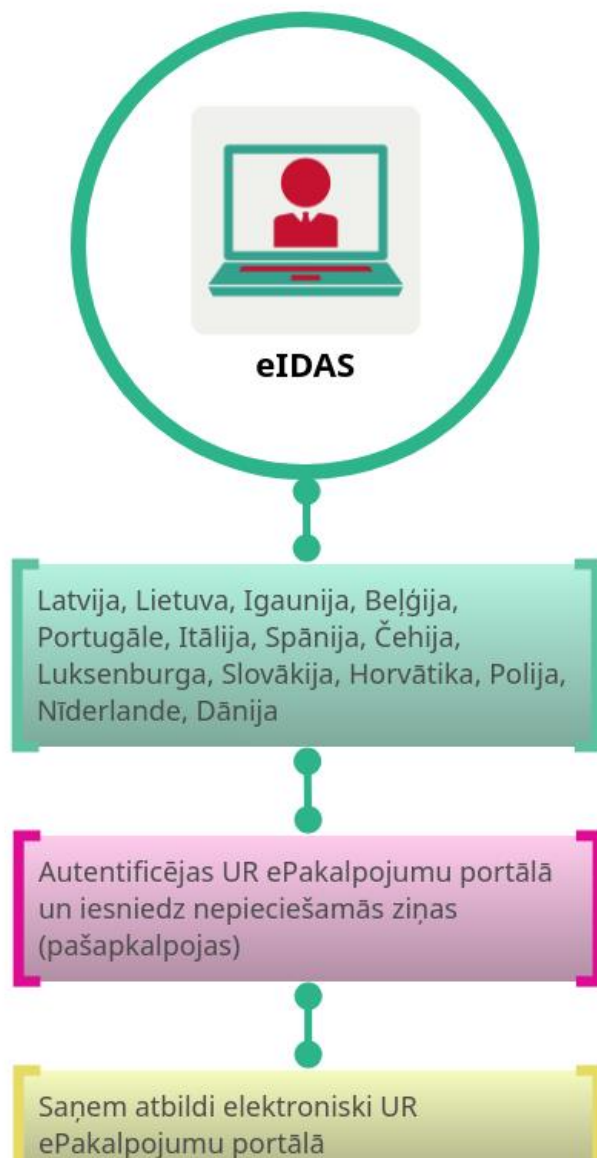 eIDAS
Latvija, Lietuva, Igaunija, Beļģija,
Portugāle, Itālija, Spānija, Čehija,
Luksenburga, Slovākija, Horvātika, Polija,
Nīderlande, Dānija
Autentificējas UR ePakalpojumu portālā
un iesniedz nepieciešamās ziņas
(pašapkalpojas)
Saņem atbildi elektroniski UR
ePakalpojumu portālā